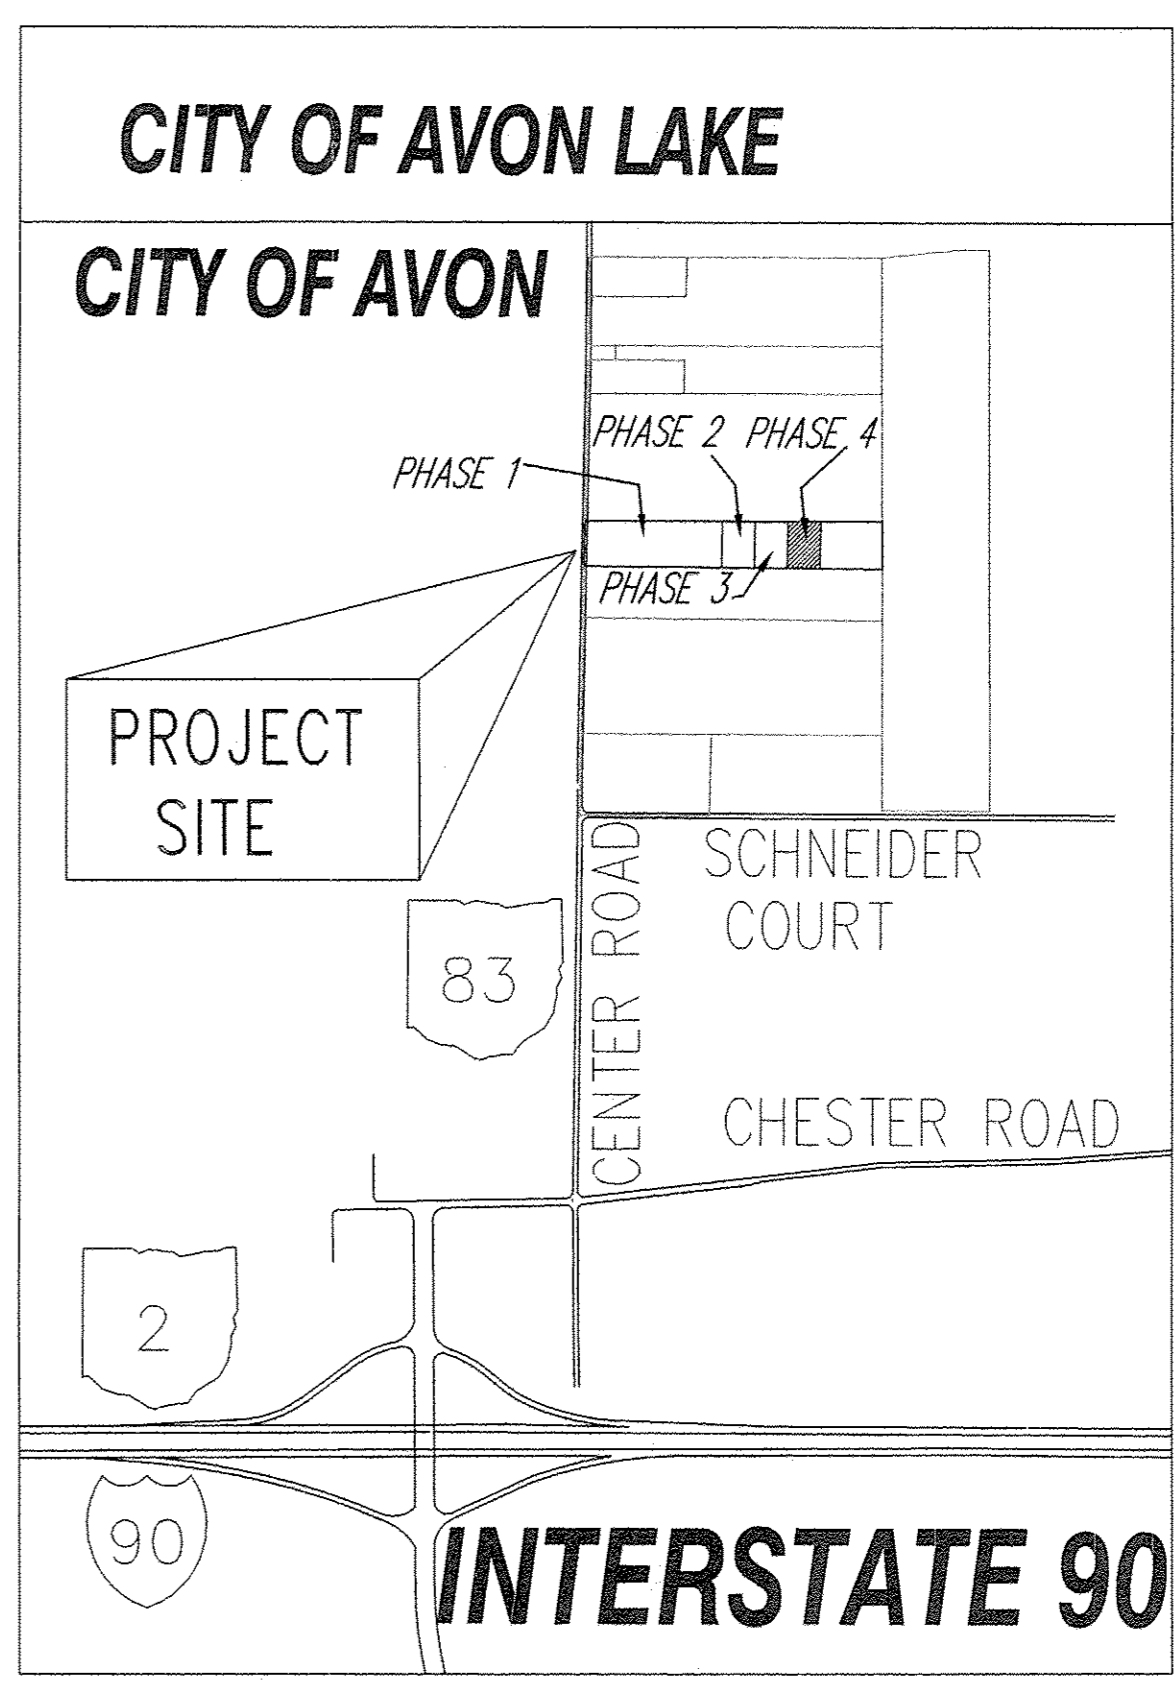 CITY OF AVON LAKE
CITY OF AVON
PHASE 2 PHASE 4
PHASE 1
PHASE 3
PROJECT
SITE
SCHNEIDER
COURT
CENTER ROAD
83
CHESTER ROAD
2
90
INTERSTATE 90